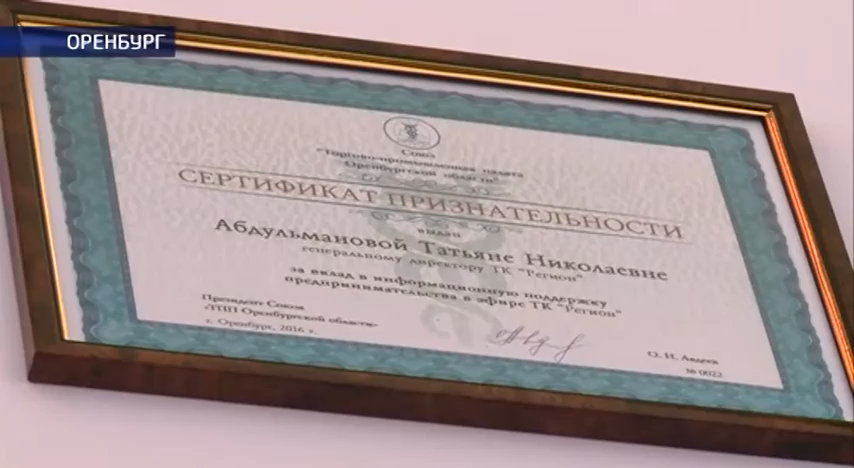 ОРЕНБУРГ
Союз
"Торгово-промышленная палата
Оренбургской области"
СЕРТИФИКАТ ПРИЗНАТЕЛЬНОСТИ
выдан
Абдульмановой Татьяне Николаевне
генеральному директору ТК "Регион"
за вклад в информационную поддержку
предпринимательства в эфире ТК "Регион"
Президент Союза
«ТПП Оренбургской области»
г. Оренбург, 2016 г.
О. Н. Авдеев
№ 0022